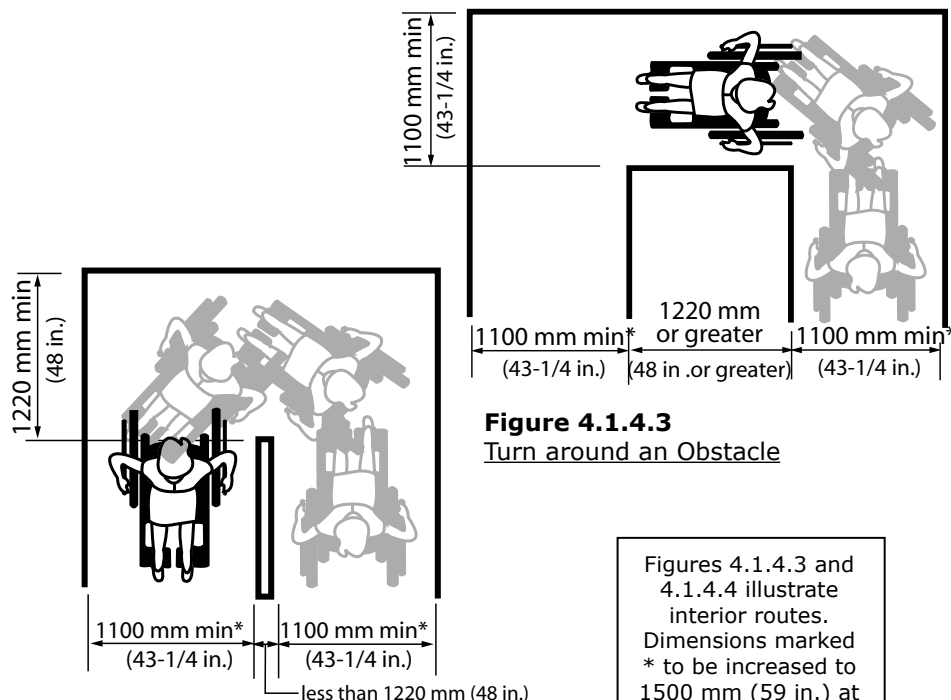 1100 mm min
(43-1/4 in.)
1100 mm min*
(43-1/4 in.)
1220 mm
or greater
(48 in .or greater)
1100 mm min*
(43-1/4 in.)
Figure 4.1.4.3
Turn around an Obstacle
1220 mm min
(48 in.)
1100 mm min*
(43-1/4 in.)
1100 mm min*
(43-1/4 in.)
less than 1220 mm (48 in.)
Figures 4.1.4.3 and
4.1.4.4 illustrate
interior routes.
Dimensions marked
* to be increased to
1500 mm (59 in.) at